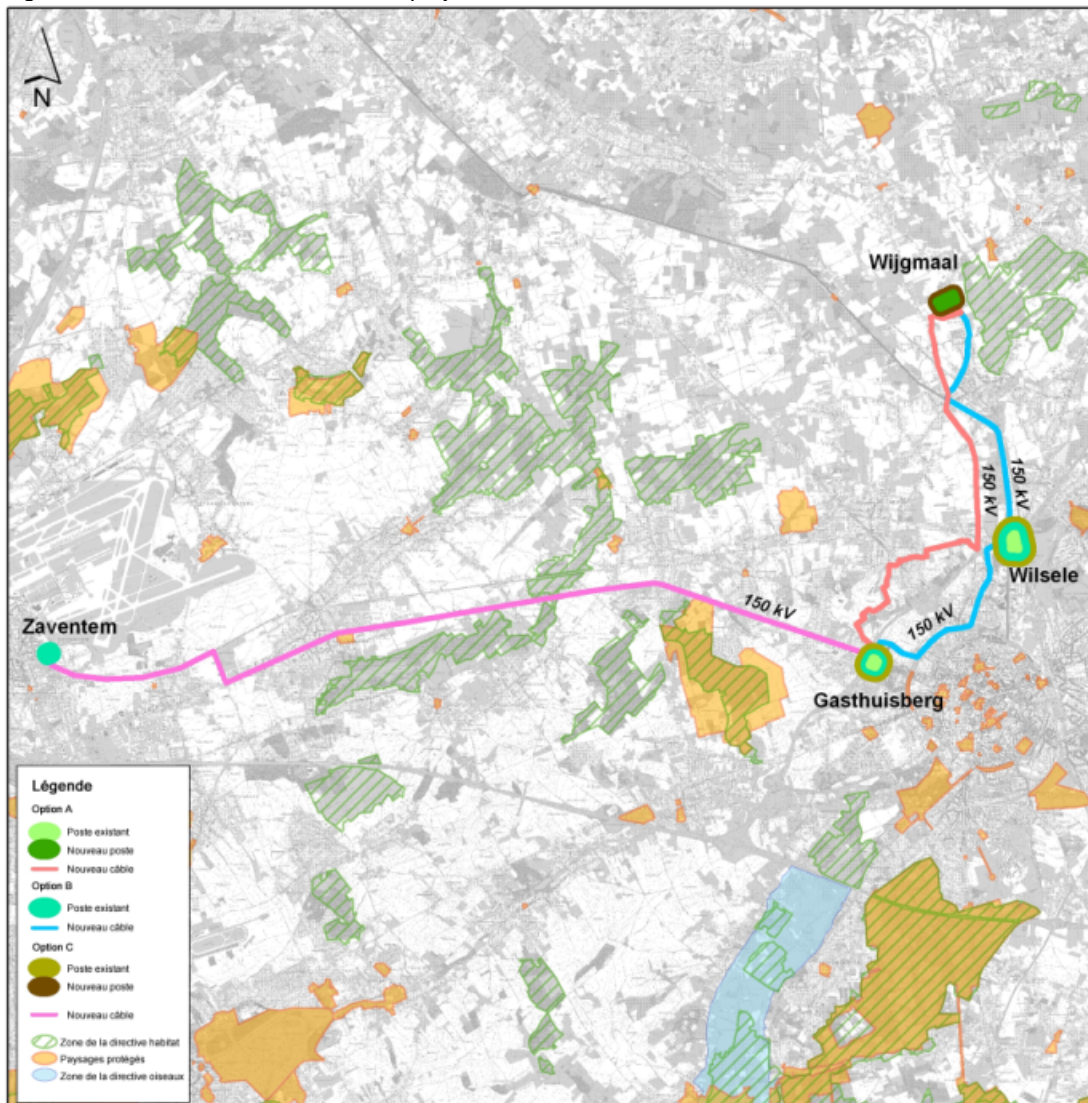 N
Wijgmaal
150 kV
150 kV
Wilsele
150 kV
150 kV
Zaventem
Gasthuisberg
Légende
Option A
Poste existant
Nouveau poste
Nouveau câble
Option B
Poste existant
Nouveau câble
Option C
Poste existant
Nouveau poste
Nouveau câble
Zone de la directive habitat
Paysages protégés
Zone de la directive oiseaux